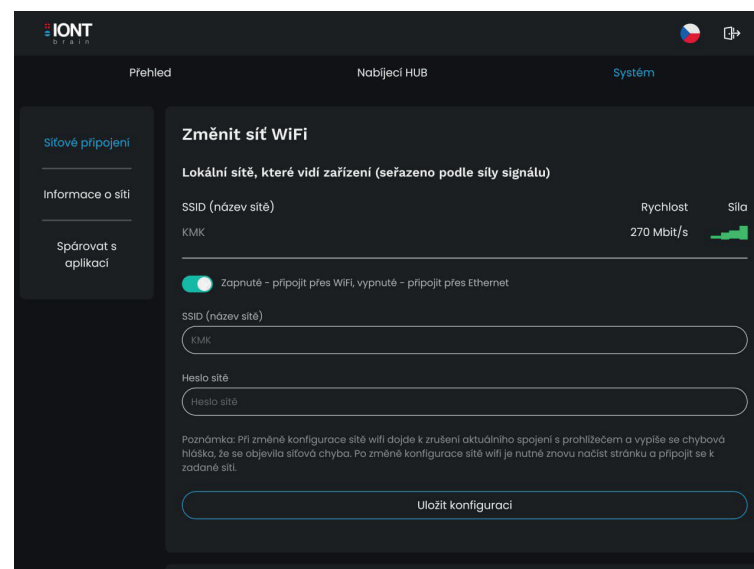 IONT
brain
Přehled
Nabíjecí HUB
Systém
Síťové připojení
Informace o síti
Spárovat s
aplikací
Změnit síť WiFi
Lokální sítě, které vidí zařízení (seřazeno podle síly signálu)
SSID (název sítě) Rychlost Síla
KMK 270 Mbit/s
Zapnuté - připojit přes WiFi, vypnuté - připojit přes Ethernet
SSID (název sítě)
KMK
Heslo sítě
Heslo sítě
Poznámka: Při změně konfigurace sítě wifi dojde k zrušení aktuálního spojení s prohlížečem a vypíše se chybová
hláška, že se objevila síťová chyba. Po změně konfigurace sítě wifi je nutné znovu načíst stránku a připojit se k
zadané síti.
Uložit konfiguraci